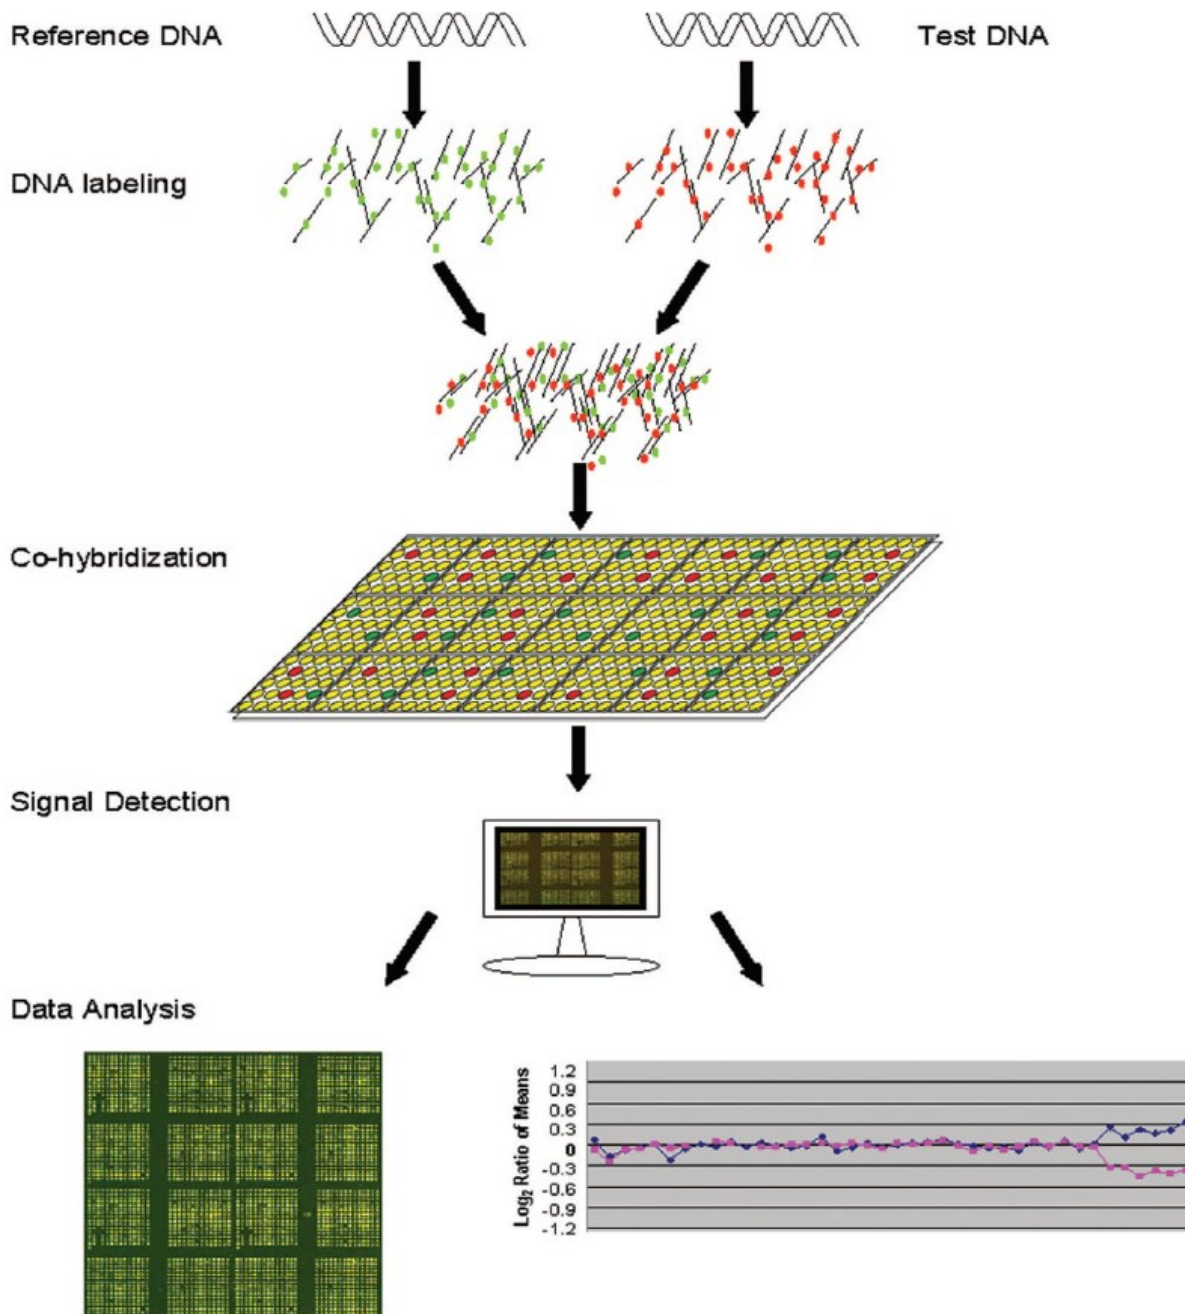 Reference DNA
Test DNA
DNA labeling
Co-hybridization
Signal Detection
Data Analysis
Log₂ Ratio of Means
1.2
0.9
0.6
0.3
0
-0.3
-0.6
-0.9
-1.2